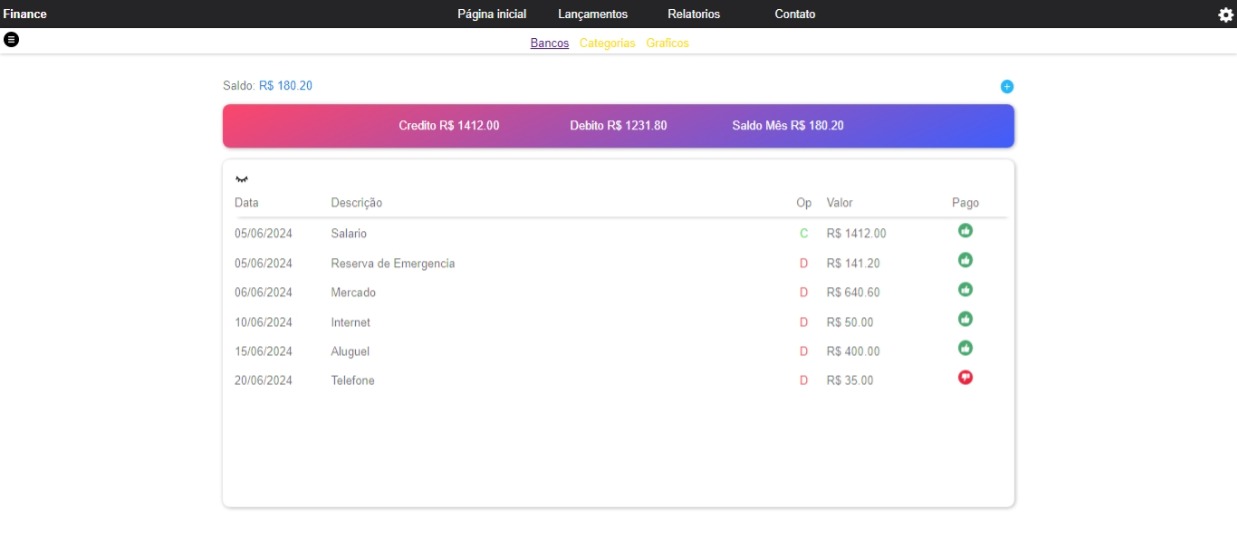 Finance Página inicial Lançamentos Relatorios Contato
Bancos Categorias Graficos
Saldo: R$ 180.20
Credito R$ 1412.00 Debito R$ 1231.80 Saldo Mês R$ 180.20
Data Descrição Op Valor Pago
05/06/2024 Salario C R$ 1412.00
05/06/2024 Reserva de Emergencia D R$ 141.20
06/06/2024 Mercado D R$ 640.60
10/06/2024 Internet D R$ 50.00
15/06/2024 Aluguel D R$ 400.00
20/06/2024 Telefone D R$ 35.00